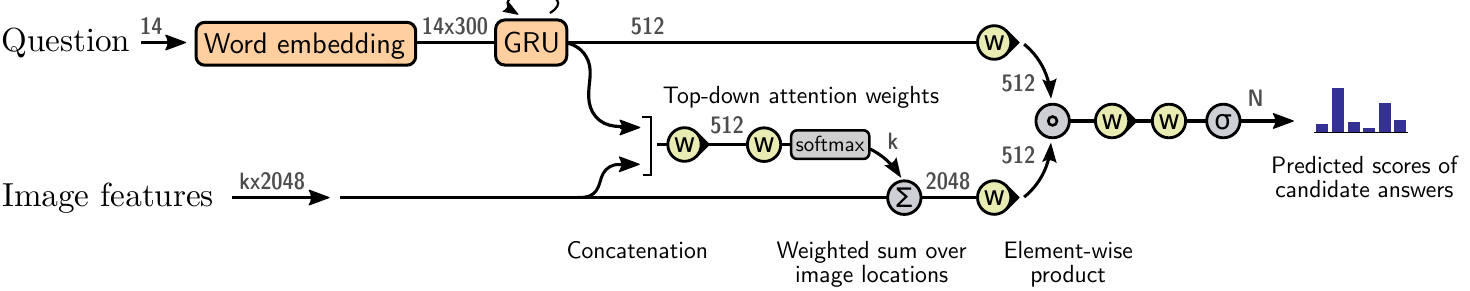 Question
14
Word embedding
14x300
GRU
512
w
512
Top-down attention weights
w
512
w
softmax
k
w
w
σ
N
512
Predicted scores of
candidate answers
Image features
kx2048
Σ
2048
w
Concatenation
Weighted sum over
image locations
Element-wise
product